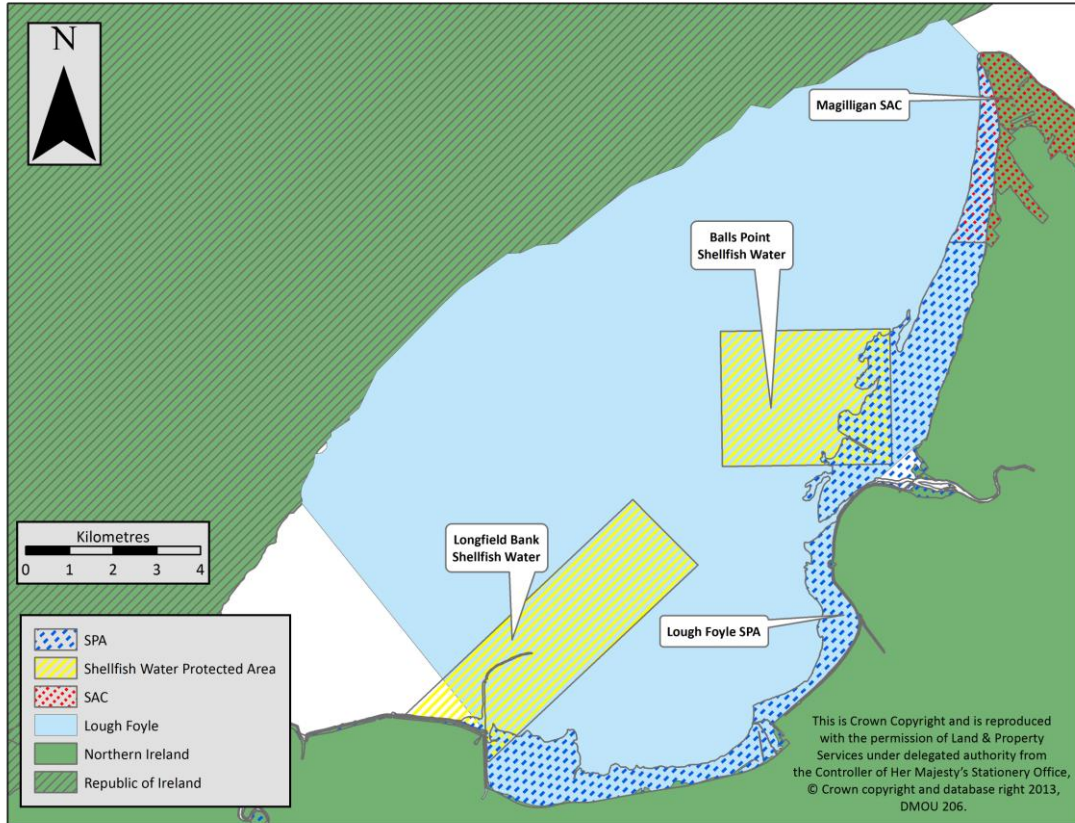 N
Magilligan SAC
Balls Point
Shellfish Water
Kilometres
0 1 2 3 4
Longfield Bank
Shellfish Water
Lough Foyle SPA
SPA
Shellfish Water Protected Area
SAC
Lough Foyle
Northern Ireland
Republic of Ireland
This is Crown Copyright and is reproduced
with the permission of Land & Property
Services under delegated authority from
the Controller of Her Majesty's Stationery Office,
© Crown copyright and database right 2013,
DMOU 206.